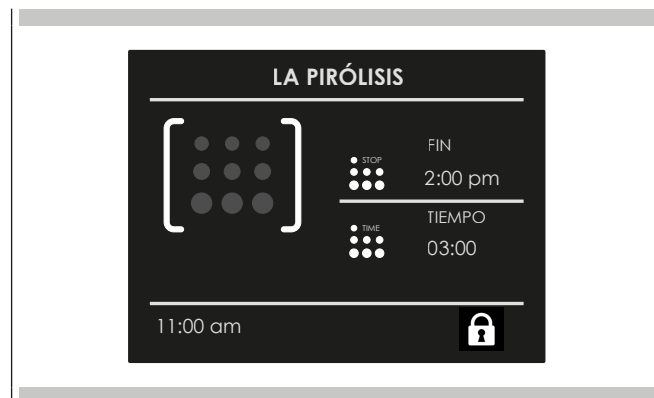 LA PIRÓLISIS
STOP
FIN
2:00 pm
TIME
TIEMPO
03:00
11:00 am